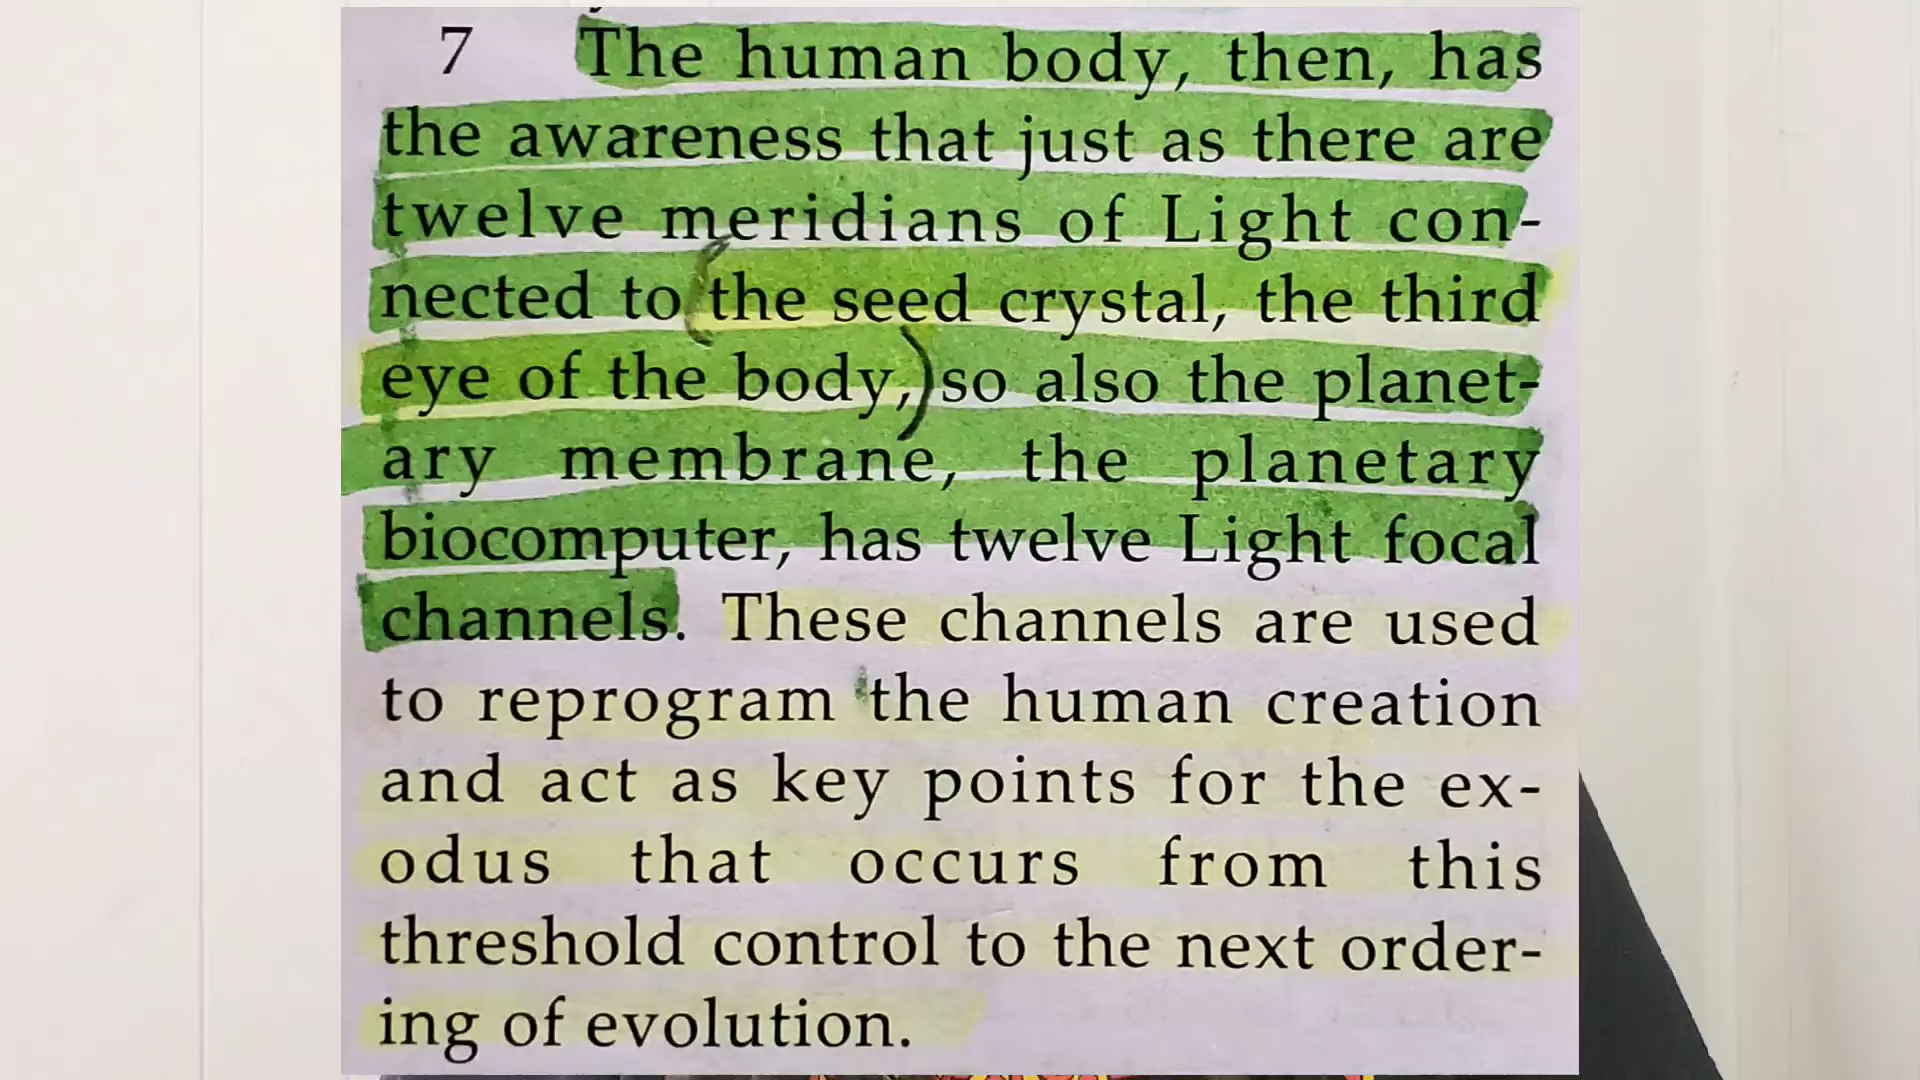 7 The human body, then, has
the awareness that just as there are
twelve meridians of Light con-
nected to (the seed crystal, the third
eye of the body,) so also the planet-
ary membrane, the planetary
biocomputer, has twelve Light focal
channels. These channels are used
to reprogram the human creation
and act as key points for the ex-
odus that occurs from this
threshold control to the next order-
ing of evolution.